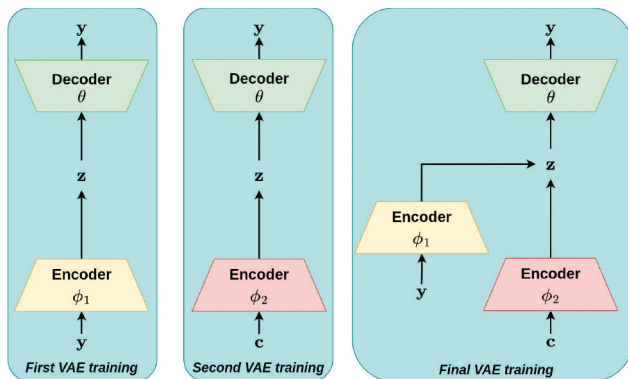 y
Decoder
θ
z
Encoder
ϕ₁
y
First VAE training
y
Decoder
θ
z
Encoder
ϕ₂
c
Second VAE training
y
Decoder
θ
z
Encoder
ϕ₁
y
Encoder
ϕ₂
c
Final VAE training